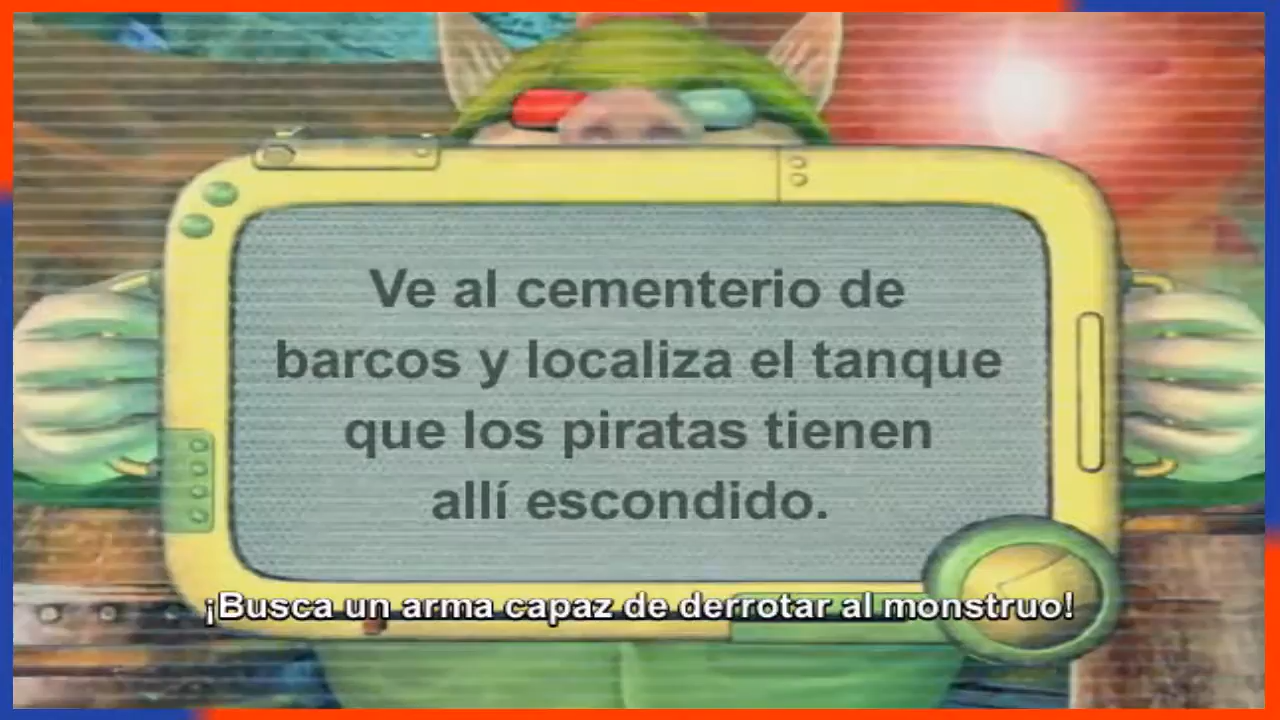 Ve al cementerio de
barcos y localiza el tanque
que los piratas tienen
allí escondido.
¡Busca un arma capaz de derrotar al monstruo!